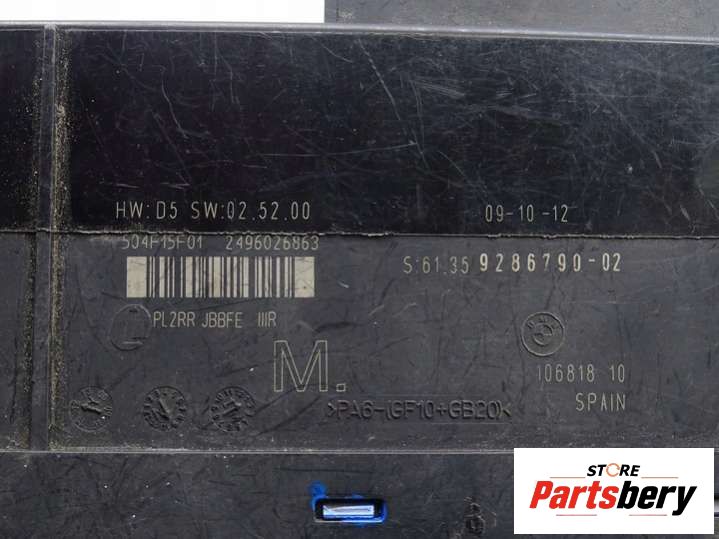 HW: D5 SW:02.52.00
09-10-12
504F15F01 2496026863
S:61.35 9286790-02
PL2RR JBBFE IIIR
BMW
M.
106818 10
>PA6-(GF10+GB20)<
SPAIN
STORE
Partsbery